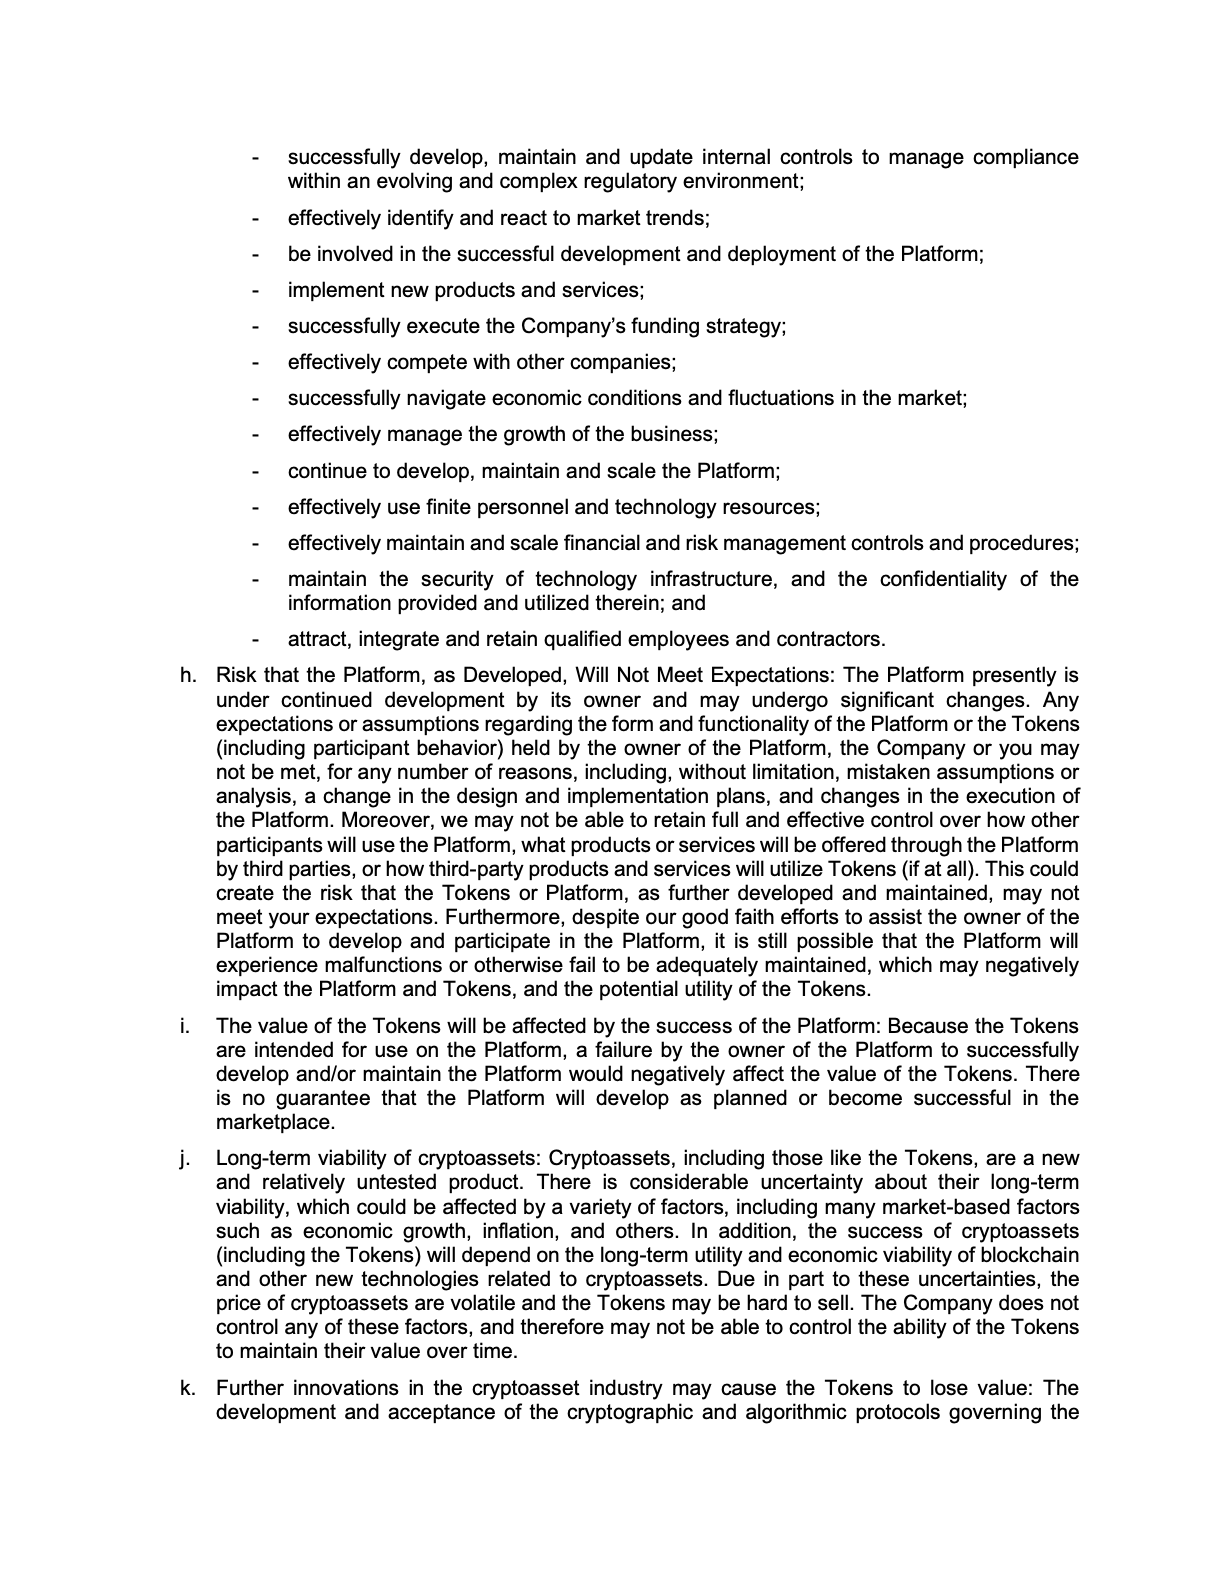 - successfully develop, maintain and update internal controls to manage compliance
within an evolving and complex regulatory environment;
- effectively identify and react to market trends;
- be involved in the successful development and deployment of the Platform;
- implement new products and services;
- successfully execute the Company’s funding strategy;
- effectively compete with other companies;
- successfully navigate economic conditions and fluctuations in the market;
- effectively manage the growth of the business;
- continue to develop, maintain and scale the Platform;
- effectively use finite personnel and technology resources;
- effectively maintain and scale financial and risk management controls and procedures;
- maintain the security of technology infrastructure, and the confidentiality of the
information provided and utilized therein; and
- attract, integrate and retain qualified employees and contractors.
h. Risk that the Platform, as Developed, Will Not Meet Expectations: The Platform presently is
under continued development by its owner and may undergo significant changes. Any
expectations or assumptions regarding the form and functionality of the Platform or the Tokens
(including participant behavior) held by the owner of the Platform, the Company or you may
not be met, for any number of reasons, including, without limitation, mistaken assumptions or
analysis, a change in the design and implementation plans, and changes in the execution of
the Platform. Moreover, we may not be able to retain full and effective control over how other
participants will use the Platform, what products or services will be offered through the Platform
by third parties, or how third-party products and services will utilize Tokens (if at all). This could
create the risk that the Tokens or Platform, as further developed and maintained, may not
meet your expectations. Furthermore, despite our good faith efforts to assist the owner of the
Platform to develop and participate in the Platform, it is still possible that the Platform will
experience malfunctions or otherwise fail to be adequately maintained, which may negatively
impact the Platform and Tokens, and the potential utility of the Tokens.
i. The value of the Tokens will be affected by the success of the Platform: Because the Tokens
are intended for use on the Platform, a failure by the owner of the Platform to successfully
develop and/or maintain the Platform would negatively affect the value of the Tokens. There
is no guarantee that the Platform will develop as planned or become successful in the
marketplace.
j. Long-term viability of cryptoassets: Cryptoassets, including those like the Tokens, are a new
and relatively untested product. There is considerable uncertainty about their long-term
viability, which could be affected by a variety of factors, including many market-based factors
such as economic growth, inflation, and others. In addition, the success of cryptoassets
(including the Tokens) will depend on the long-term utility and economic viability of blockchain
and other new technologies related to cryptoassets. Due in part to these uncertainties, the
price of cryptoassets are volatile and the Tokens may be hard to sell. The Company does not
control any of these factors, and therefore may not be able to control the ability of the Tokens
to maintain their value over time.
k. Further innovations in the cryptoasset industry may cause the Tokens to lose value: The
development and acceptance of the cryptographic and algorithmic protocols governing the